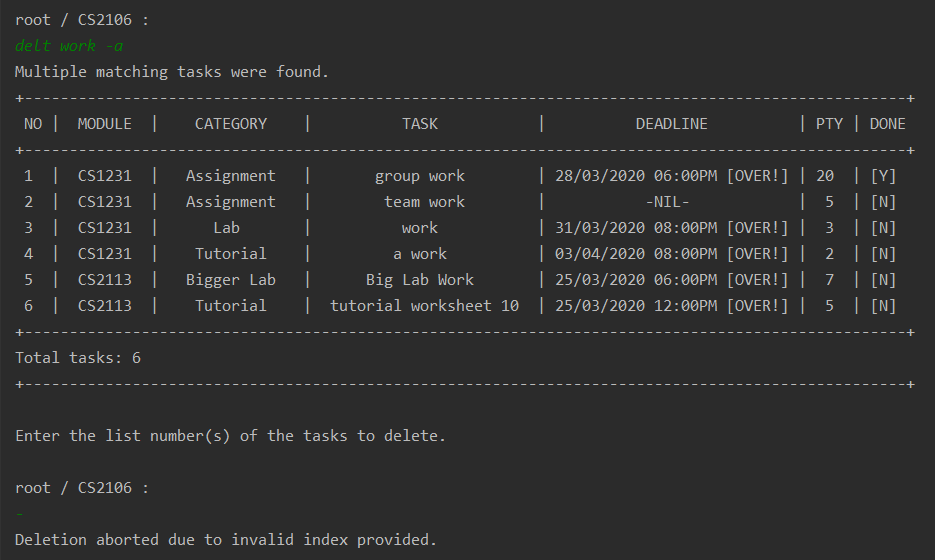 root / CS2106 :
delt work -a
Multiple matching tasks were found.
+--------------------------------------------------------------------------------------------------+
 NO |  MODULE  |    CATEGORY    |          TASK           |          DEADLINE          | PTY | DONE
+--------------------------------------------------------------------------------------------------+
 1  |  CS1231  |   Assignment   |       group work        | 28/03/2020 06:00PM [OVER!] | 20  | [Y]
 2  |  CS1231  |   Assignment   |        team work        |           -NIL-            |  5  | [N]
 3  |  CS1231  |      Lab       |          work           | 31/03/2020 08:00PM [OVER!] |  3  | [N]
 4  |  CS1231  |    Tutorial    |         a work          | 03/04/2020 08:00PM [OVER!] |  2  | [N]
 5  |  CS2113  |   Bigger Lab   |      Big Lab Work       | 25/03/2020 06:00PM [OVER!] |  7  | [N]
 6  |  CS2113  |    Tutorial    |  tutorial worksheet 10  | 25/03/2020 12:00PM [OVER!] |  5  | [N]
+--------------------------------------------------------------------------------------------------+
Total tasks: 6
+--------------------------------------------------------------------------------------------------+
Enter the list number(s) of the tasks to delete.
root / CS2106 :
-
Deletion aborted due to invalid index provided.